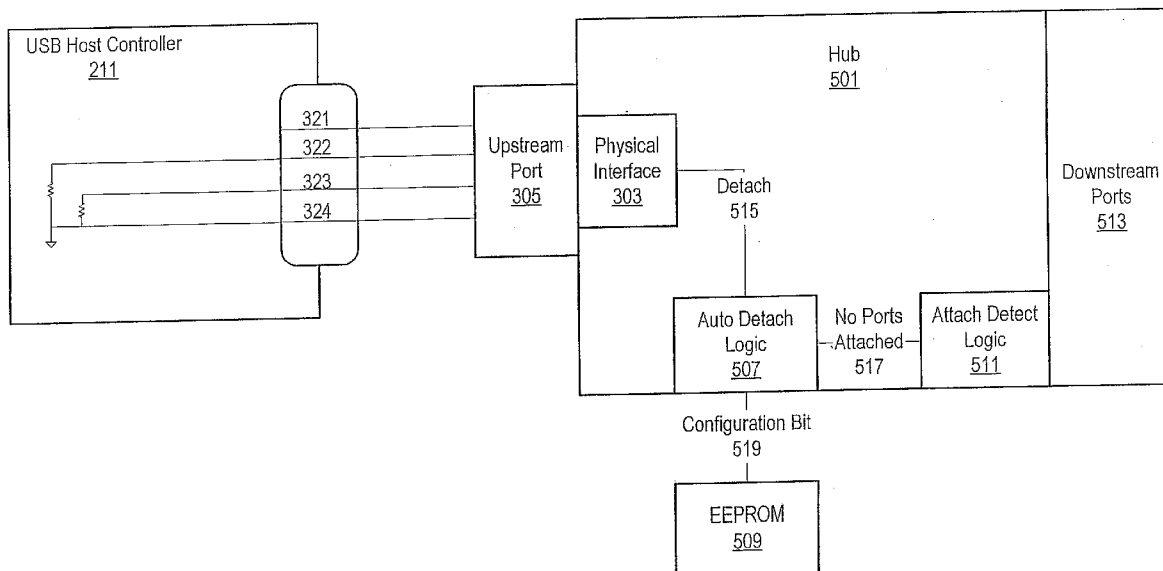 USB Host Controller
211
321
322
323
324
Upstream
Port
305
Physical
Interface
303
Hub
501
Detach
515
Downstream
Ports
513
Auto Detach
Logic
507
No Ports
Attached
517
Attach Detect
Logic
511
Configuration Bit
519
EEPROM
509